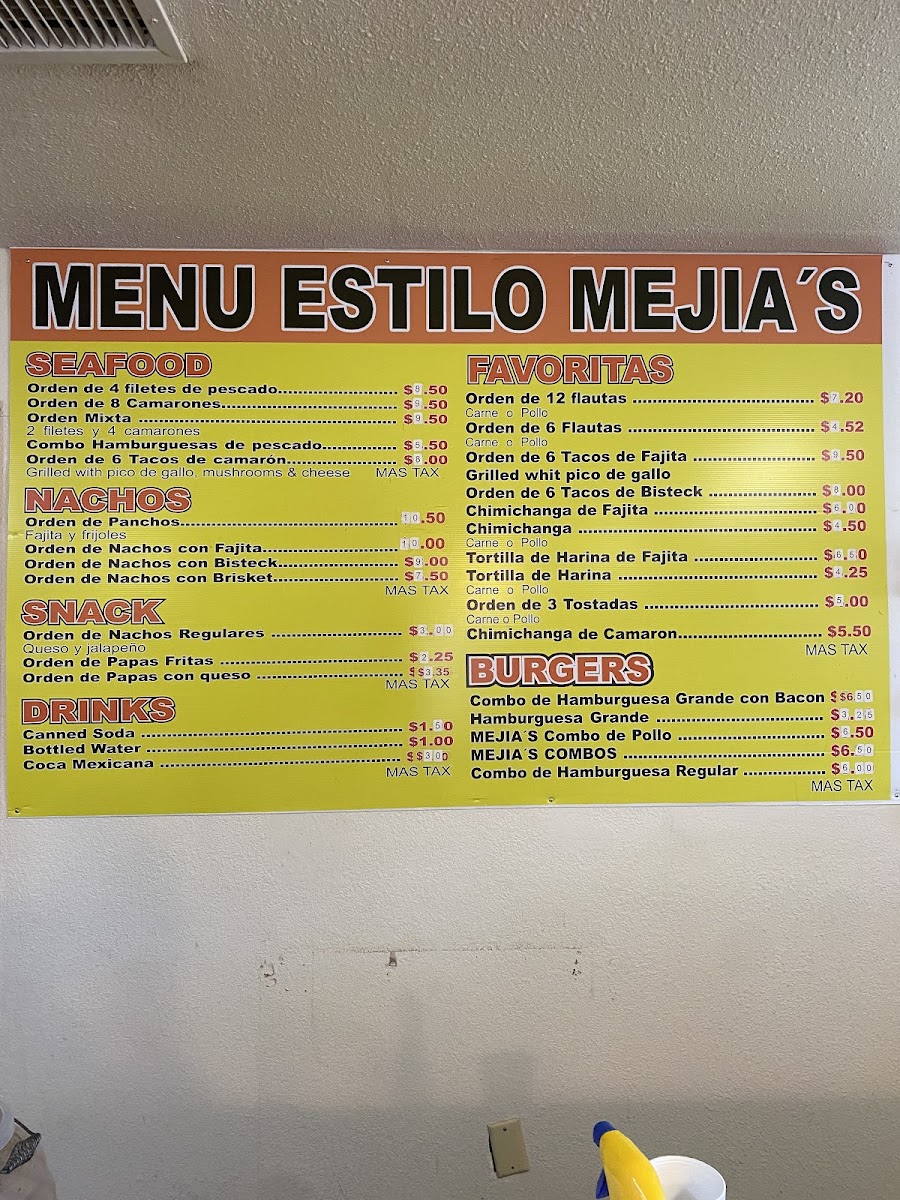 MENU ESTILO MEJIA´S
SEAFOOD
Orden de 4 filetes de pescado.......................... $9.50
Orden de 8 Camarones.......................... $9.50
Orden Mixta .......................... $9.50
2 filetes y 4 camarones
Combo Hamburguesas de pescado.................. $5.50
Orden de 6 Tacos de camarón.......................... $8.00
Grilled with pico de gallo, mushrooms & cheese MAS TAX
NACHOS
Orden de Panchos.......................... 10.50
Fajita y frijoles
Orden de Nachos con Fajita.......................... 10.00
Orden de Nachos con Bisteck.......................... $9.00
Orden de Nachos con Brisket.......................... $7.50
MAS TAX
SNACK
Orden de Nachos Regulares .......................... $3.00
Queso y jalapeño
Orden de Papas Fritas .......................... $2.25
Orden de Papas con queso .......................... $$3.35
MAS TAX
DRINKS
Canned Soda .......................... $1.50
Bottled Water .......................... $1.00
Coca Mexicana .......................... $$3.00
MAS TAX
FAVORITAS
Orden de 12 flautas .......................... $7.20
Carne o Pollo
Orden de 6 Flautas .......................... $4.52
Carne o Pollo
Orden de 6 Tacos de Fajita .................. $9.50
Grilled whit pico de gallo
Orden de 6 Tacos de Bisteck .................. $8.00
Chimichanga de Fajita .......................... $6.00
Chimichanga .......................... $4.50
Carne o Pollo
Tortilla de Harina de Fajita .................. $6.50
Tortilla de Harina .......................... $4.25
Carne o Pollo
Orden de 3 Tostadas .......................... $5.00
Carne o Pollo
Chimichanga de Camaron.......................... $5.50
MAS TAX
BURGERS
Combo de Hamburguesa Grande con Bacon $$6.50
Hamburguesa Grande .......................... $3.25
MEJIA´S Combo de Pollo .......................... $6.50
MEJIA´S COMBOS .......................... $6.50
Combo de Hamburguesa Regular .................. $6.00
MAS TAX